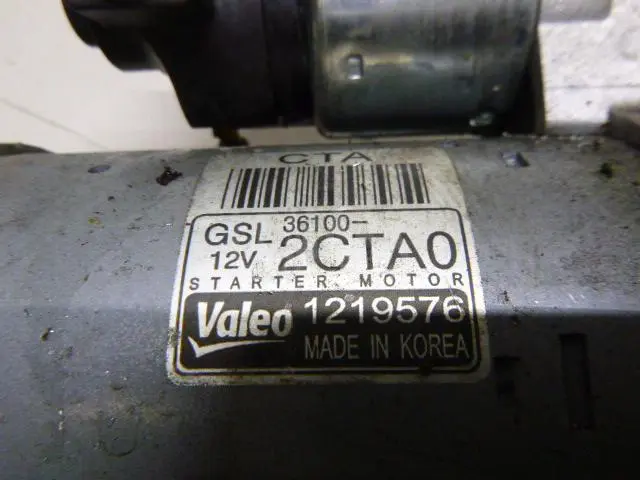 CTA
GSL 36100-
12V 2CTA0
STARTER MOTOR
Valeo 1219576
MADE IN KOREA